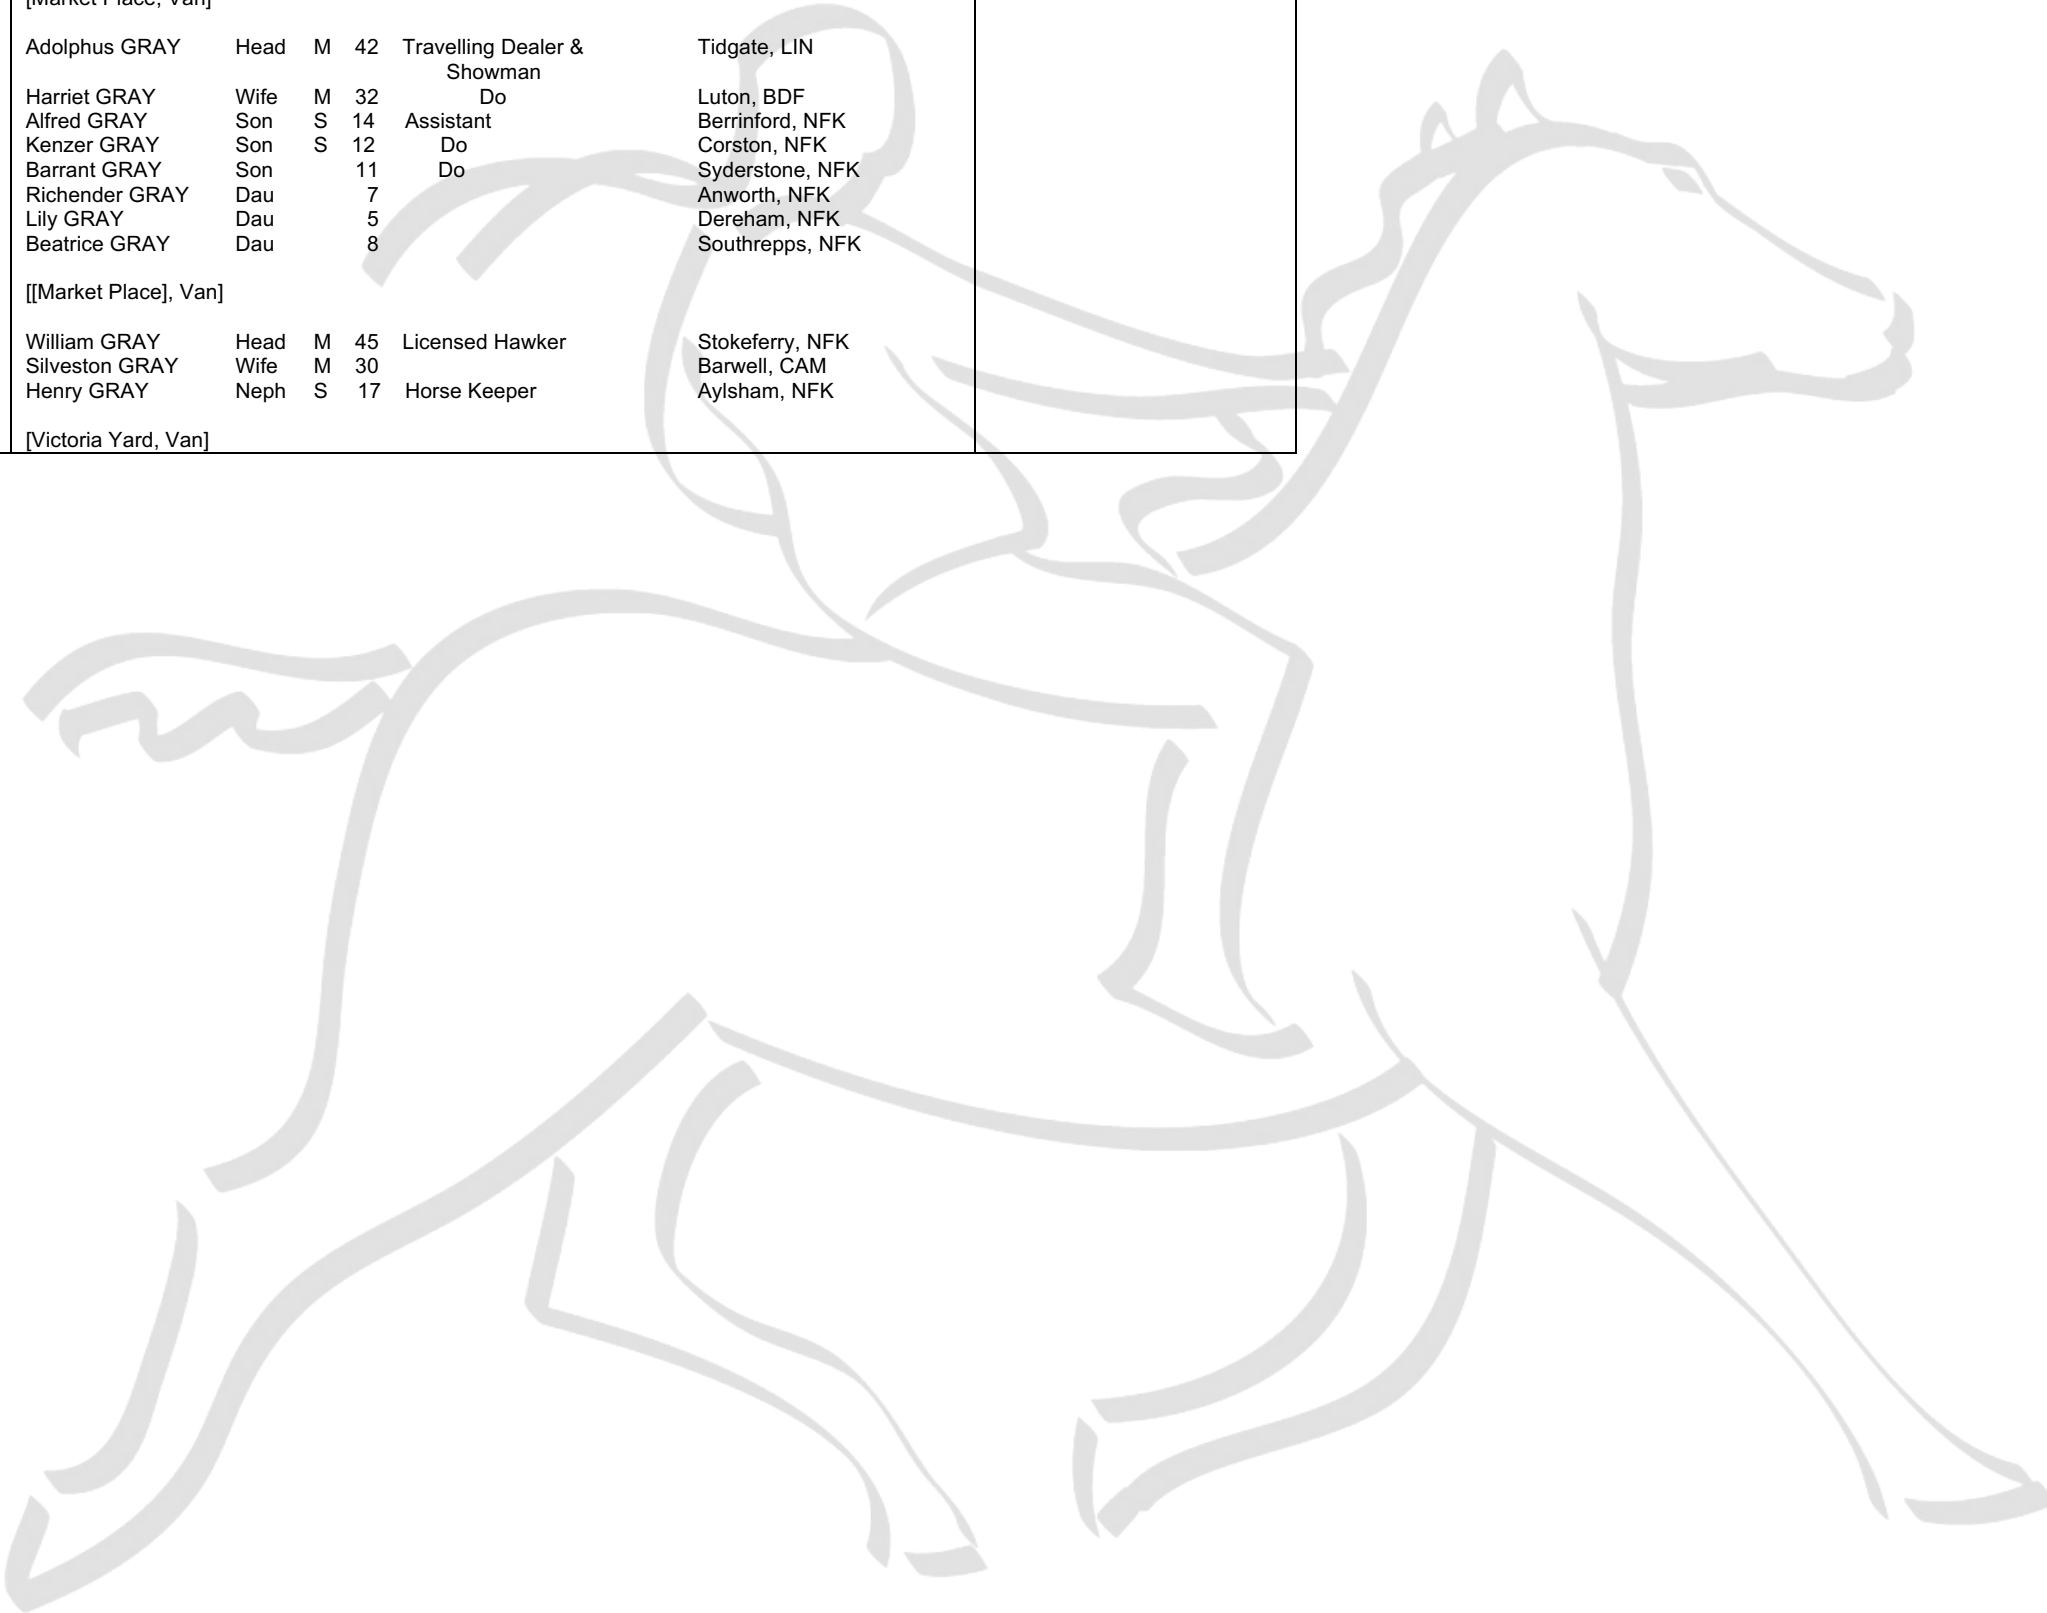 [Market Place, Van]
Adolphus GRAY Head M 42 Travelling Dealer & Tidgate, LIN
Showman
Harriet GRAY Wife M 32 Do Luton, BDF
Alfred GRAY Son S 14 Assistant Berrinford, NFK
Kenzer GRAY Son S 12 Do Corston, NFK
Barrant GRAY Son 11 Do Syderstone, NFK
Richender GRAY Dau 7 Anworth, NFK
Lily GRAY Dau 5 Dereham, NFK
Beatrice GRAY Dau 8 Southrepps, NFK
[[Market Place], Van]
William GRAY Head M 45 Licensed Hawker Stokeferry, NFK
Silveston GRAY Wife M 30 Barwell, CAM
Henry GRAY Neph S 17 Horse Keeper Aylsham, NFK
[Victoria Yard, Van]